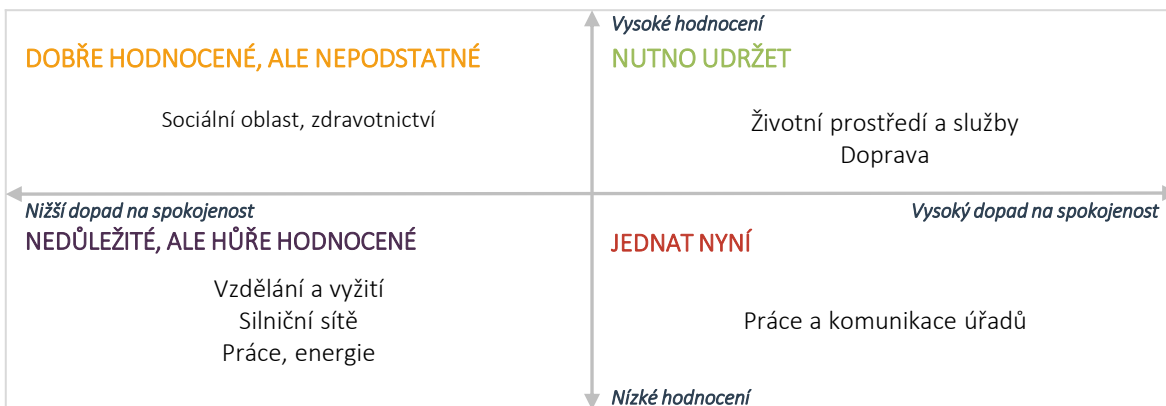 Vysoké hodnocení
DOBŘE HODNOCENÉ, ALE NEPODSTATNÉ
NUTNO UDRŽET
Sociální oblast, zdravotnictví
Životní prostředí a služby
Doprava
Nižší dopad na spokojenost
Vysoký dopad na spokojenost
NEDŮLEŽITÉ, ALE HŮŘE HODNOCENÉ
JEDNAT NYNÍ
Vzdělání a vyžití
Silniční sítě
Práce, energie
Práce a komunikace úřadů
Nízké hodnocení